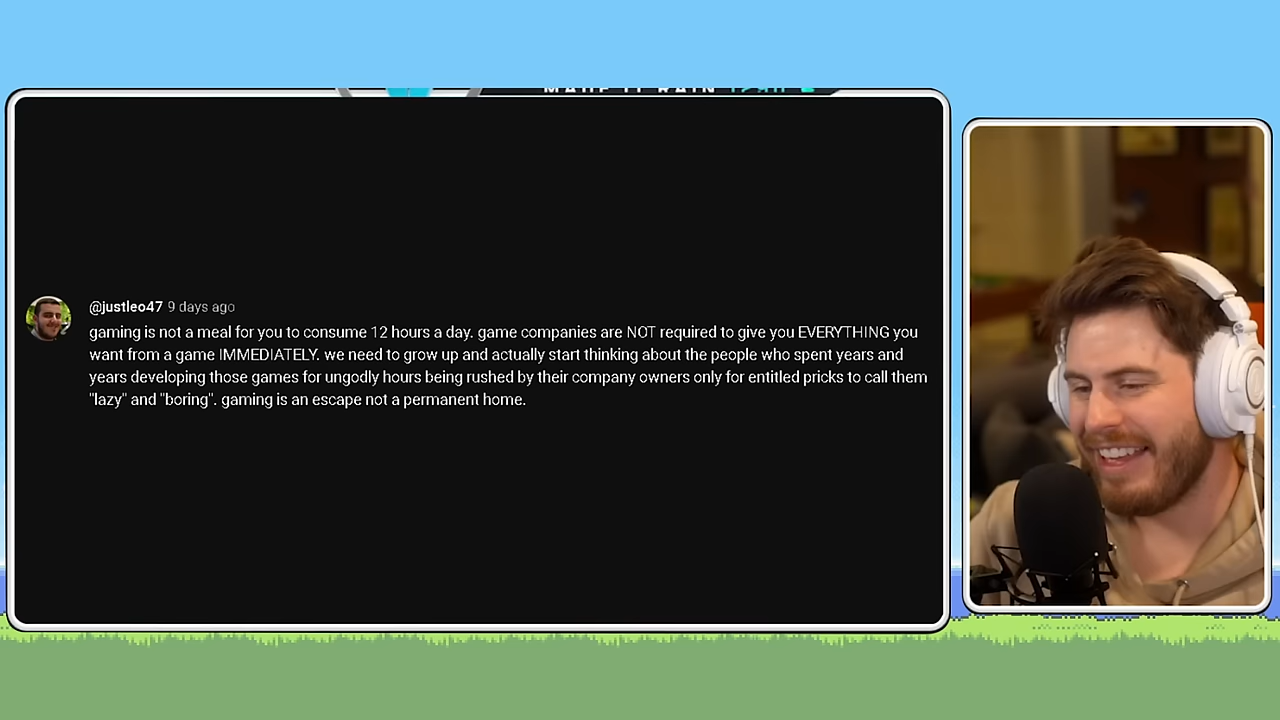 MADE IT RAIN
@justleo47 9 days ago
gaming is not a meal for you to consume 12 hours a day. game companies are NOT required to give you EVERYTHING you
want from a game IMMEDIATELY. we need to grow up and actually start thinking about the people who spent years and
years developing those games for ungodly hours being rushed by their company owners only for entitled pricks to call them
"lazy" and "boring". gaming is an escape not a permanent home.